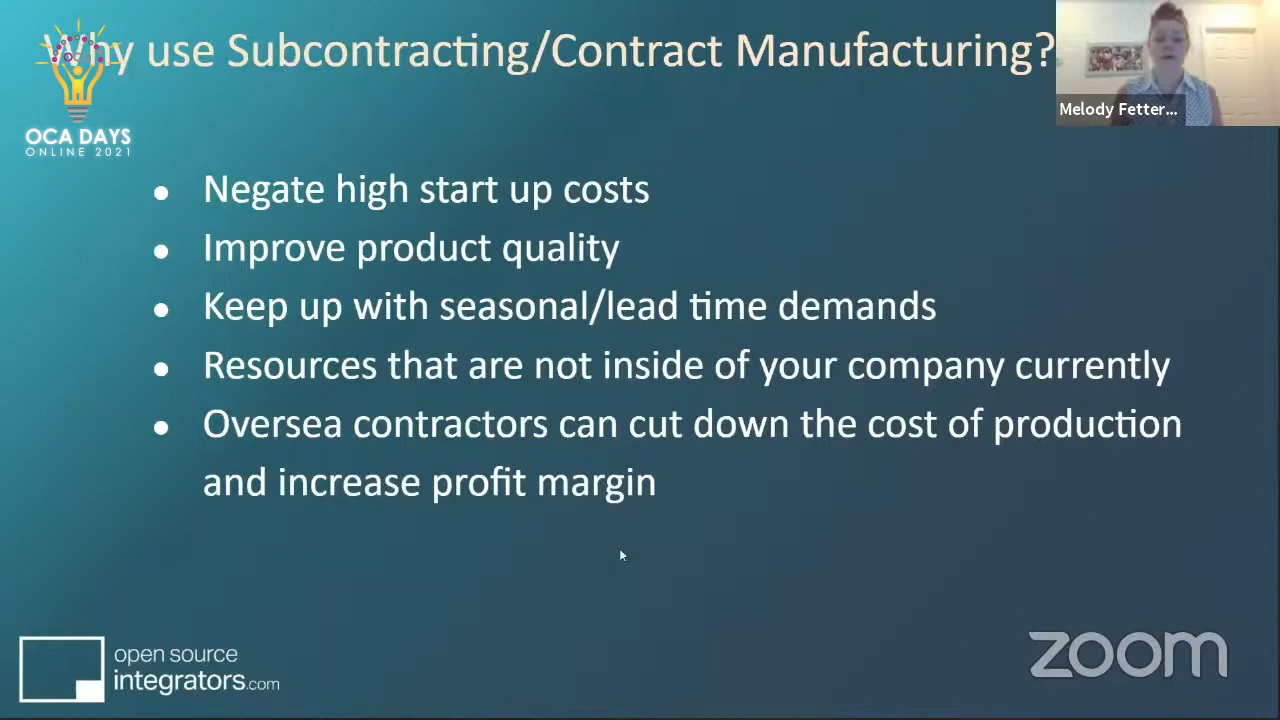 Why use Subcontracting/Contract Manufacturing?
Melody Fetter...
OCA DAYS
ONLINE 2021
Negate high start up costs
Improve product quality
Keep up with seasonal/lead time demands
Resources that are not inside of your company currently
Oversea contractors can cut down the cost of production
and increase profit margin
open source
integrators.com
zoom